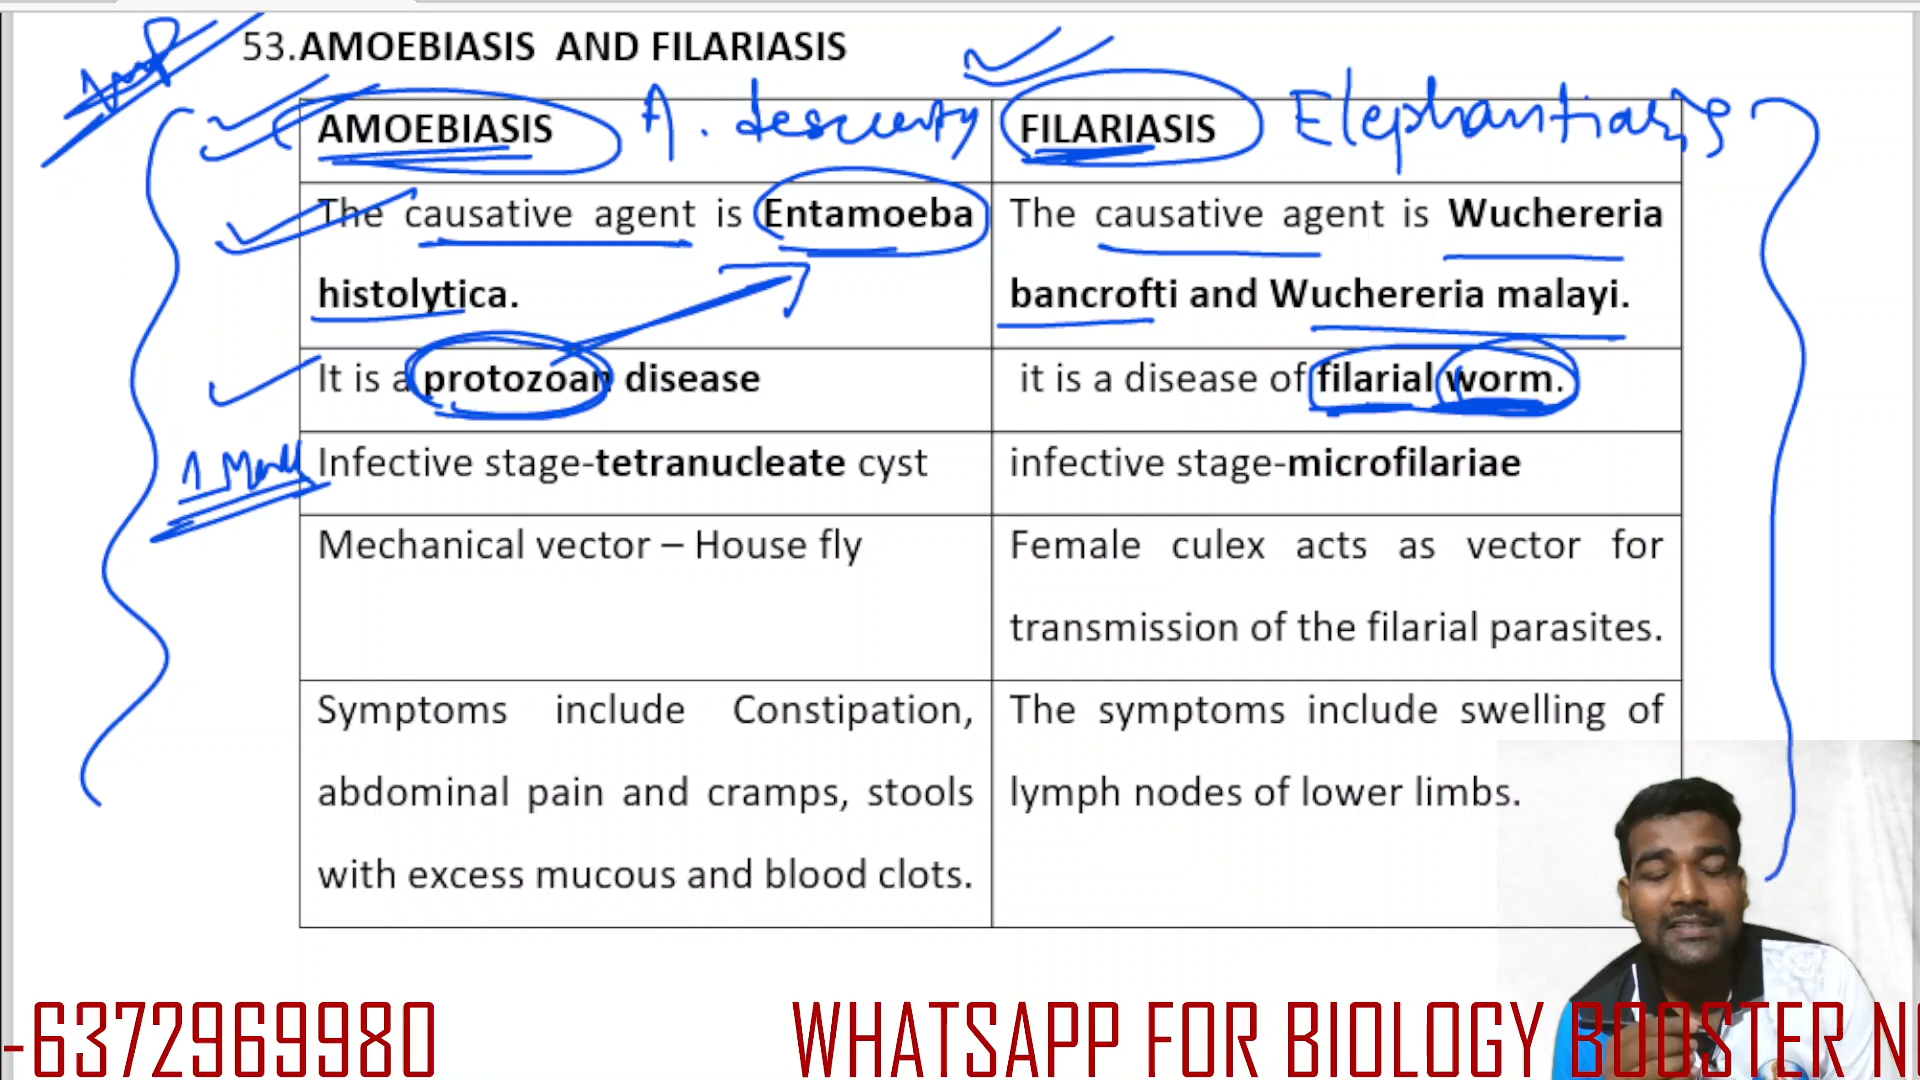 Imp
53.AMOEBIASIS AND FILARIASIS
AMOEBIASIS
A.
FILARIASIS
Elephantiasis
The causative agent is Entamoeba
histolytica.
The causative agent is Wuchereria
bancrofti and Wuchereria malayi.
It is a protozoan disease
it is a disease of filarial worm.
1 Mark
Infective stage-tetranucleate cyst
infective stage-microfilariae
Mechanical vector – House fly
Female culex acts as vector for
transmission of the filarial parasites.
Symptoms include Constipation,
abdominal pain and cramps, stools
with excess mucous and blood clots.
The symptoms include swelling of
lymph nodes of lower limbs.
-6372969980
WHATSAPP FOR BIOLOGY BOOSTER